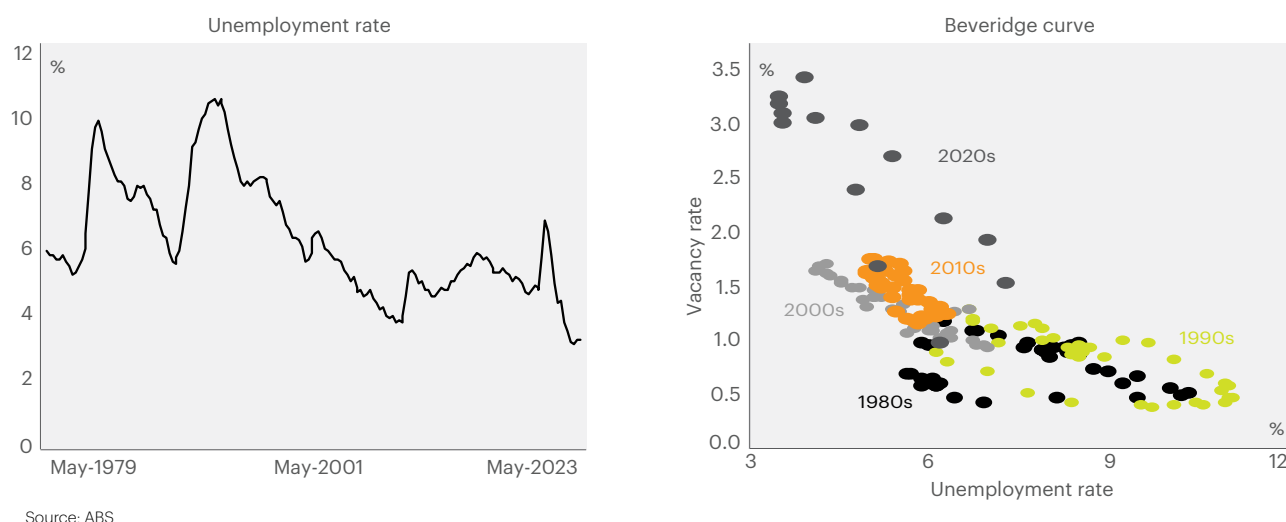 Unemployment rate
12
%
10
8
6
4
2
0
May-1979
May-2001
May-2023
Source: ABS
Beveridge curve
3.5
%
3.0
2.5
2.0
1.5
1.0
0.5
0.0
Vacancy rate
2020s
2010s
2000s
1990s
1980s
%
3
6
9
12
Unemployment rate